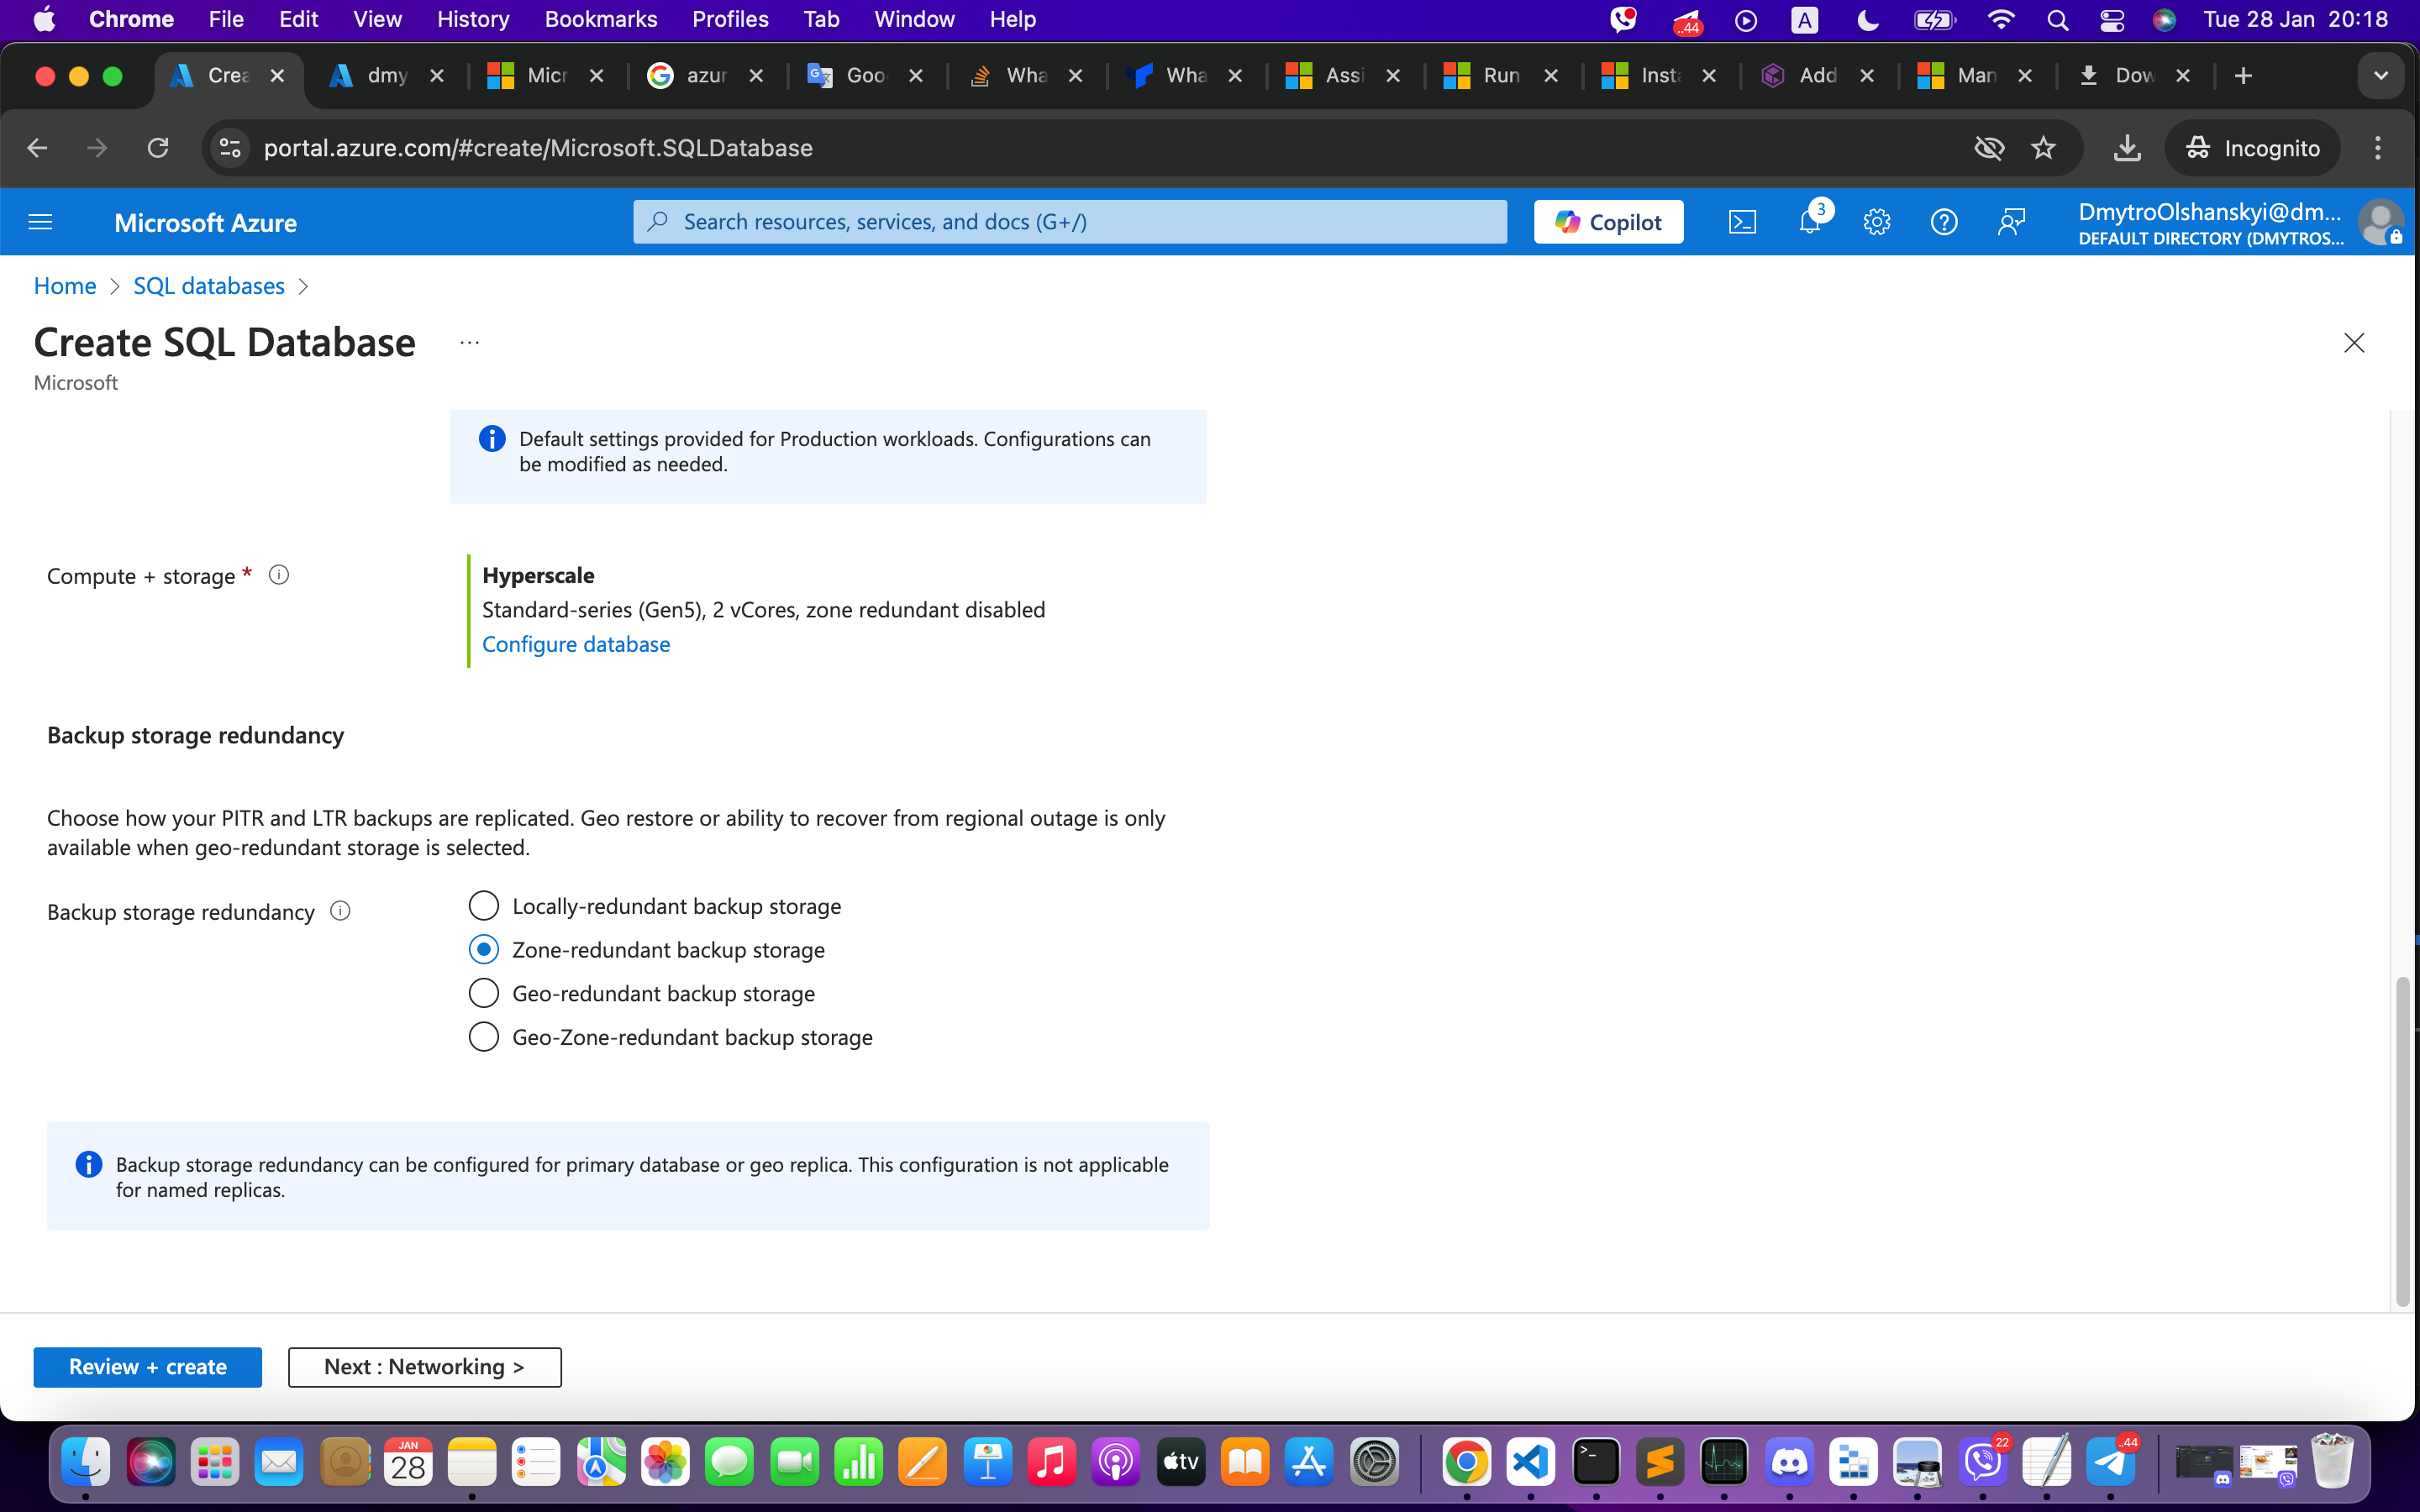 Chrome File Edit View History Bookmarks Profiles Tab Window Help ..44 A Tue 28 Jan 20:18
Crea dmy Micr azur Goo Wha Wha Assi Run Insta Add Man Dow
portal.azure.com/#create/Microsoft.SQLDatabase Incognito
Microsoft Azure Search resources, services, and docs (G+/) Copilot 3 DmytroOlshanskyi@dm...
DEFAULT DIRECTORY (DMYTROS...
Home > SQL databases >
Create SQL Database ...
Microsoft
Default settings provided for Production workloads. Configurations can
be modified as needed.
Compute + storage *
Hyperscale
Standard-series (Gen5), 2 vCores, zone redundant disabled
Configure database
Backup storage redundancy
Choose how your PITR and LTR backups are replicated. Geo restore or ability to recover from regional outage is only
available when geo-redundant storage is selected.
Backup storage redundancy
Locally-redundant backup storage
Zone-redundant backup storage
Geo-redundant backup storage
Geo-Zone-redundant backup storage
Backup storage redundancy can be configured for primary database or geo replica. This configuration is not applicable
for named replicas.
Review + create
Next : Networking >
JAN
28
tv
22
..44